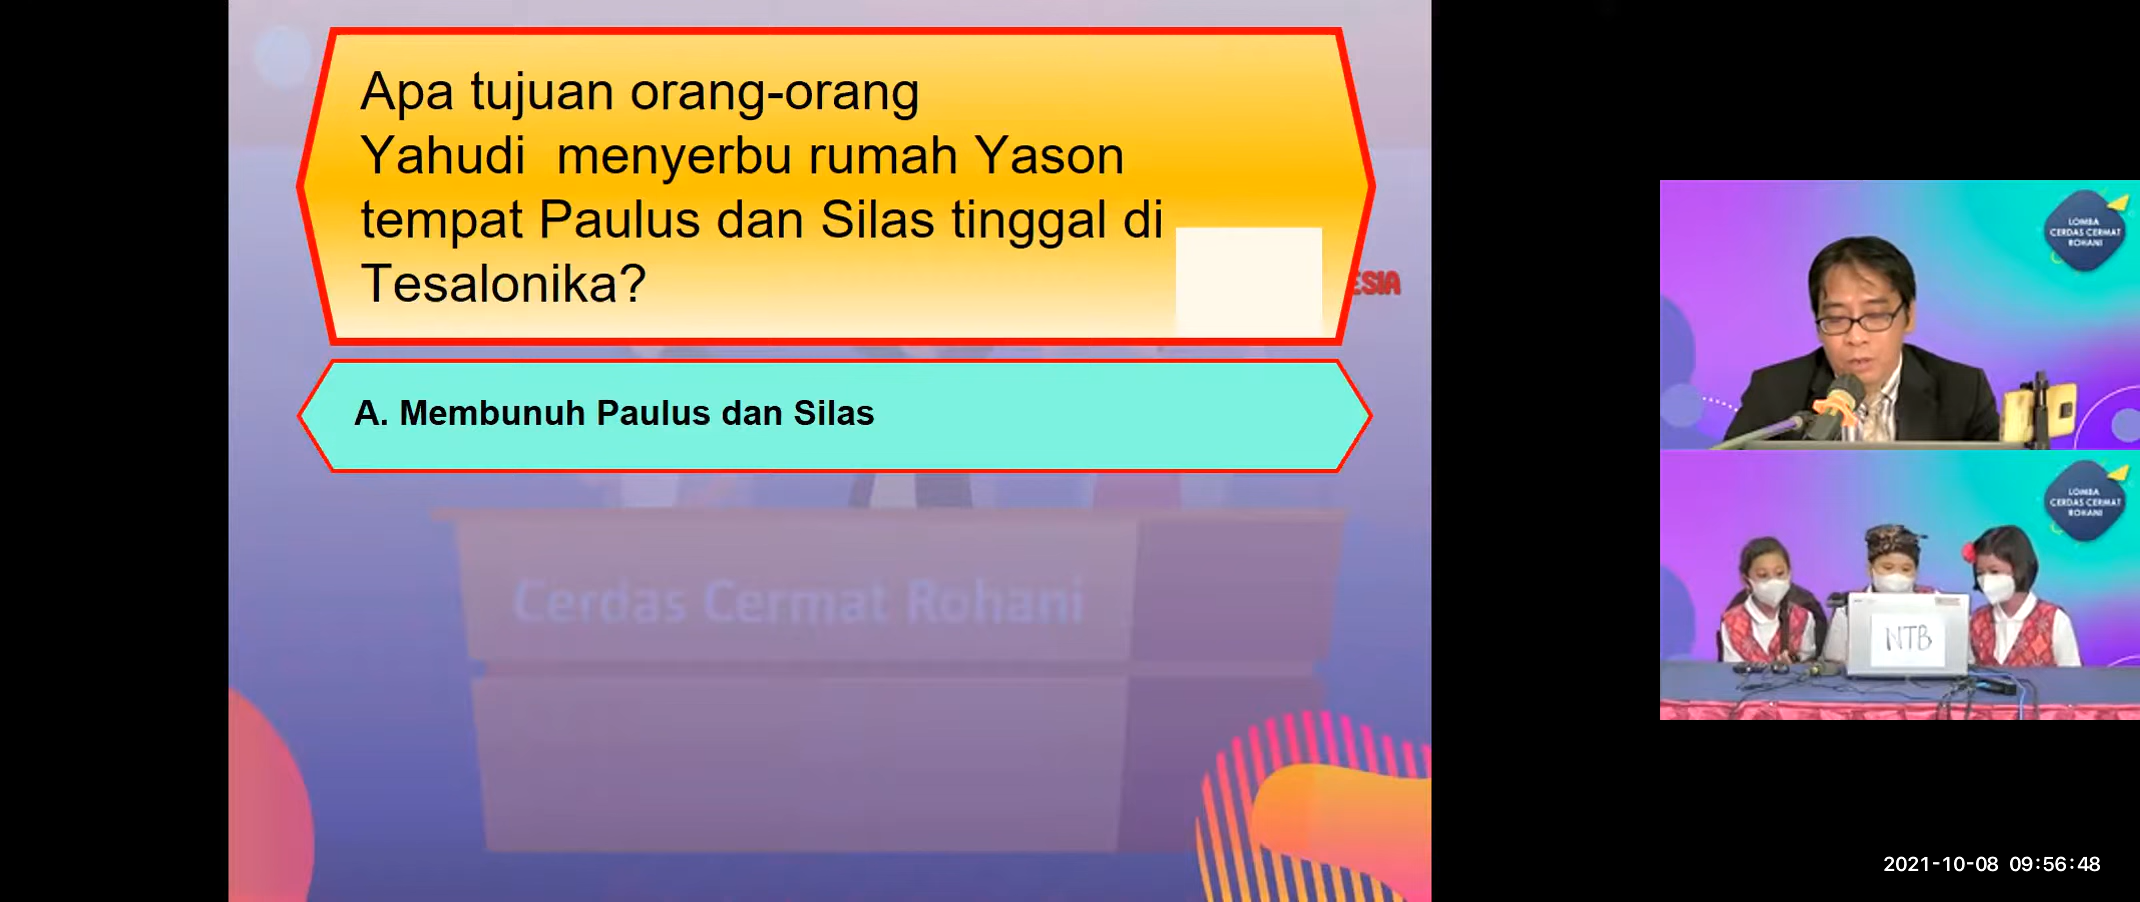 Apa tujuan orang-orang
Yahudi  menyerbu rumah Yason
tempat Paulus dan Silas tinggal di
Tesalonika?
ESIA
A. Membunuh Paulus dan Silas
Cerdas Cermat Rohani
LOMBA
CERDAS CERMAT
ROHANI
LOMBA
CERDAS CERMAT
ROHANI
NTB
2021-10-08 09:56:48